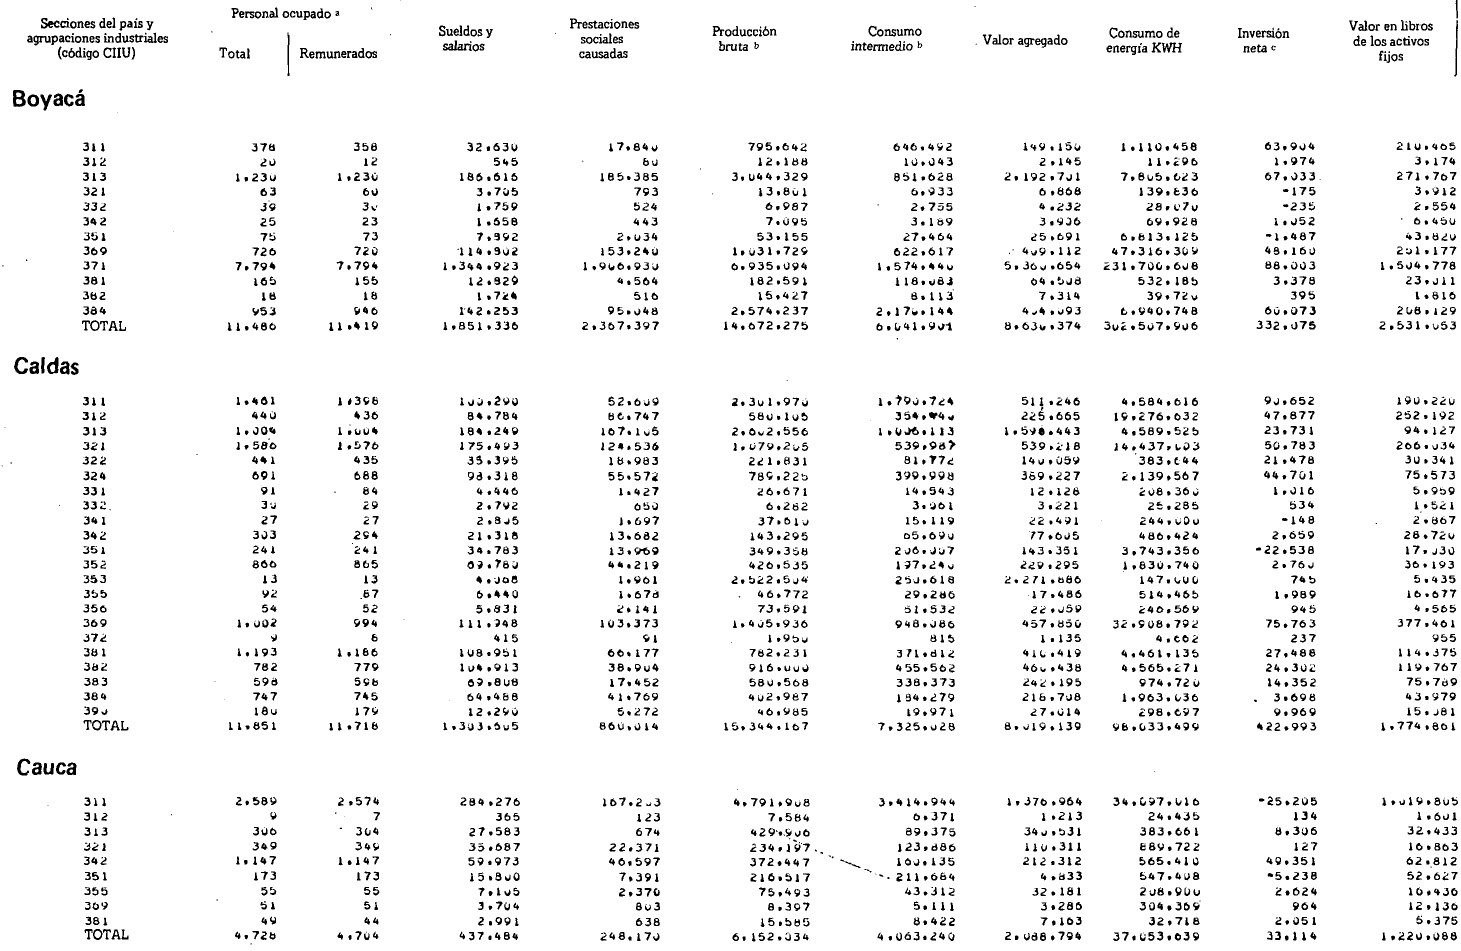 Secciones del país y agrupaciones industriales (código CIIU) Personal ocupado a Total Remunerados Sueldos y salarios Prestaciones sociales causadas Producción bruta b Consumo intermedio b Valor agregado Consumo de energía KWH Inversión neta c Valor en libros de los activos fijos
Boyacá
311 378 358 32.630 17.840 795.642 646.492 149.150 1.110.458 63.904 210.465
312 20 12 545 80 12.188 10.043 2.145 11.296 1.974 3.174
313 1.230 1.230 186.616 185.385 3.044.329 851.628 2.192.701 7.805.623 67.033 271.767
321 63 60 3.705 793 13.801 6.933 6.868 139.636 -175 3.912
332 39 30 1.759 524 6.987 2.755 4.232 28.070 -235 2.554
342 25 23 1.658 443 7.095 3.189 3.906 69.928 1.052 6.450
351 75 73 7.392 2.034 53.155 27.464 25.691 6.813.125 -1.487 43.820
369 726 720 114.302 153.240 1.031.729 622.617 409.112 47.316.309 48.160 251.177
371 7.794 7.794 1.344.923 1.906.930 6.935.094 1.574.440 5.360.654 231.700.608 88.003 1.504.778
381 165 155 12.829 4.564 182.591 118.083 64.508 532.185 3.378 23.011
382 18 18 1.724 516 15.427 8.113 7.314 39.720 395 1.816
384 953 946 142.253 95.048 2.574.237 2.170.144 404.093 6.940.748 60.073 208.129
TOTAL 11.486 11.419 1.851.336 2.367.397 14.672.275 6.041.901 8.630.374 302.507.906 332.075 2.531.053
Caldas
311 1.461 1.398 100.290 52.609 2.301.970 1.790.724 511.246 4.584.616 90.652 190.220
312 440 436 84.784 86.747 580.105 225.665 19.276.632 47.877 252.192
313 1.004 1.004 184.249 167.105 2.602.556 1.006.113 4.589.525 23.731 94.127
321 1.586 1.576 175.493 124.536 1.079.205 539.987 539.218 14.437.003 50.783 266.034
322 441 435 35.395 18.983 221.831 81.772 140.059 383.644 21.478 30.341
324 691 688 98.318 55.572 789.225 399.998 389.227 2.139.567 44.701 75.573
331 91 84 4.446 1.427 26.671 14.543 12.128 208.360 1.016 5.959
332 30 29 2.792 650 6.282 3.061 3.221 25.285 534 1.521
341 27 27 2.805 1.697 37.610 15.119 22.491 244.000 -148 2.867
342 303 294 21.318 13.682 143.295 65.690 77.605 486.424 2.659 28.720
351 241 241 34.783 13.969 349.358 206.007 143.351 3.743.356 -22.538 17.030
352 866 865 69.780 44.219 426.535 197.240 229.295 1.830.740 2.760 36.193
353 13 13 4.308 1.961 2.522.504 250.618 2.271.886 147.000 745 5.435
355 92 87 6.440 1.678 46.772 29.286 17.486 514.465 1.989 16.677
356 54 52 5.831 2.141 73.591 51.532 22.059 246.569 945 4.565
369 1.002 994 111.348 103.373 1.405.936 948.086 457.850 32.908.792 75.763 377.461
372 9 415 91 1.950 815 1.135 4.662 237 955
381 1.193 1.186 108.951 66.177 782.231 371.812 410.419 4.461.135 27.488 114.375
382 782 779 104.913 38.904 916.000 455.562 460.438 4.565.271 24.302 119.767
383 598 598 69.808 17.452 580.568 338.373 242.195 974.720 14.352 75.789
384 747 745 64.488 41.769 402.987 184.279 218.708 1.963.036 3.698 43.979
390 180 179 12.290 5.272 46.985 19.971 27.014 298.697 9.969 15.081
TOTAL 11.851 11.718 1.303.605 860.014 15.344.167 7.325.028 8.019.139 98.033.499 422.993 1.774.861
Cauca
311 2.589 2.574 284.276 167.203 4.791.908 3.414.944 1.376.964 34.097.016 -25.205 1.019.805
312 9 7 365 123 7.584 6.371 1.213 24.435 134 1.601
313 306 304 27.583 674 429.906 89.375 340.531 383.661 8.306 32.433
321 349 349 35.687 22.371 234.197 123.886 110.311 889.722 127 16.863
342 1.147 1.147 59.973 46.597 372.447 160.135 212.312 565.410 49.351 62.812
351 173 173 15.800 7.391 216.517 211.684 4.833 547.408 -5.238 52.627
355 55 55 7.105 2.370 75.493 43.312 32.181 208.900 2.624 16.436
369 51 51 3.704 803 8.397 5.111 3.286 304.369 964 12.136
381 49 44 2.991 638 15.585 8.422 7.163 32.718 2.051 5.375
TOTAL 4.728 4.704 437.484 248.170 6.152.034 4.063.240 2.088.794 37.053.639 33.114 1.220.088